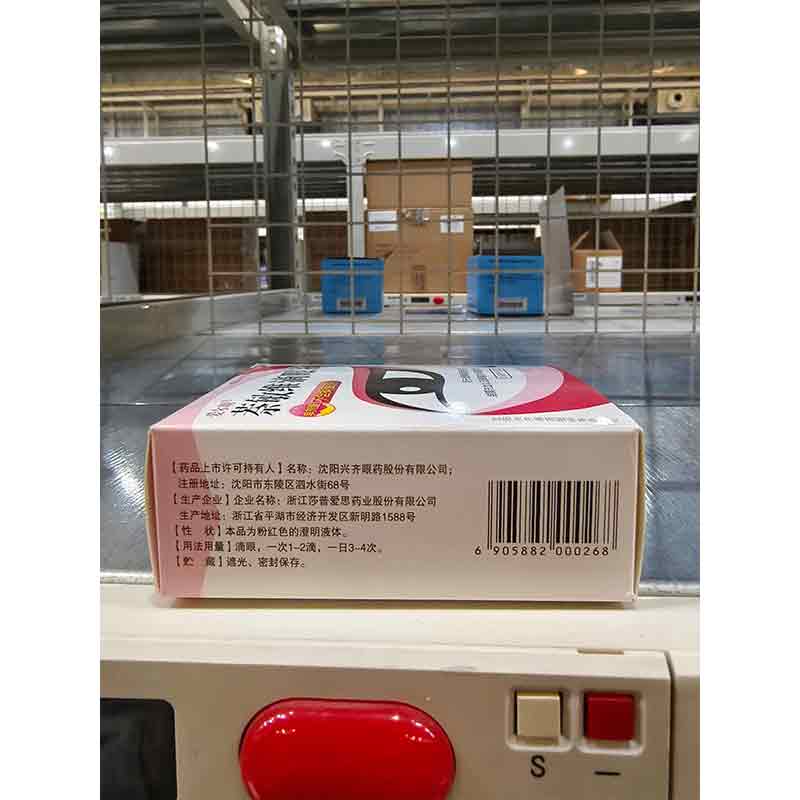 萘敏维滴眼
【药品上市许可持有人】名称：沈阳兴齐眼药股份有限公司；
注册地址：沈阳市东陵区泗水街68号
【生产企业】企业名称：浙江莎普爱思药业股份有限公司
生产地址：浙江省平湖市经济开发区新明路1588号
【性　状】本品为粉红色的澄明液体。
【用法用量】滴眼，一次1-2滴，一日3-4次。
【贮　藏】遮光、密封保存。
6 905882 000268
S